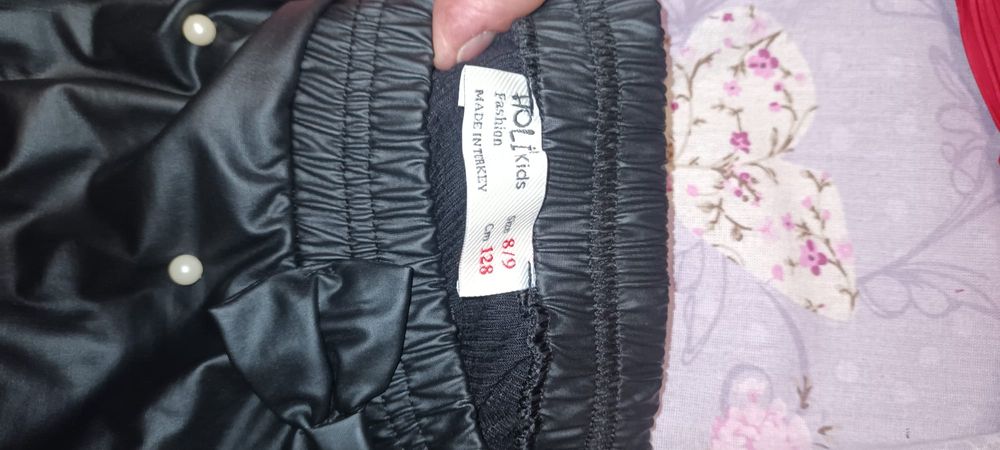 HOLi Kids
Fashion
MADE IN TURKEY
Size 8/9
Cm 128